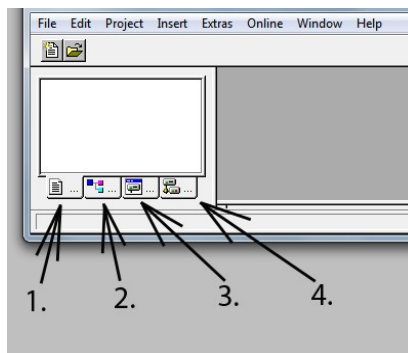 File Edit Project Insert Extras Online Window Help
... ... ... ...
1. 2. 3. 4.